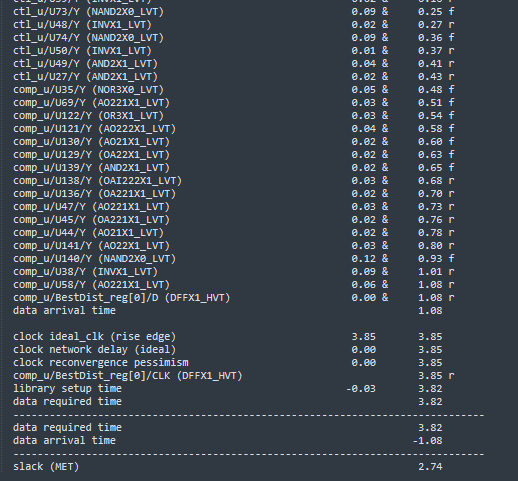 ctl_u/U73/Y (NAND2X0_LVT) 0.09 & 0.25 f
ctl_u/U48/Y (INVX1_LVT) 0.02 & 0.27 r
ctl_u/U74/Y (NAND2X0_LVT) 0.09 & 0.36 f
ctl_u/U50/Y (INVX1_LVT) 0.01 & 0.37 r
ctl_u/U49/Y (AND2X1_LVT) 0.04 & 0.41 r
ctl_u/U27/Y (AND2X1_LVT) 0.02 & 0.43 r
comp_u/U35/Y (NOR3X0_LVT) 0.05 & 0.48 f
comp_u/U69/Y (AO221X1_LVT) 0.03 & 0.51 f
comp_u/U122/Y (OR3X1_LVT) 0.03 & 0.54 f
comp_u/U121/Y (AO222X1_LVT) 0.04 & 0.58 f
comp_u/U130/Y (AO21X1_LVT) 0.02 & 0.60 f
comp_u/U129/Y (OA22X1_LVT) 0.02 & 0.63 f
comp_u/U139/Y (AND2X1_LVT) 0.02 & 0.65 f
comp_u/U138/Y (OAI222X1_LVT) 0.03 & 0.68 r
comp_u/U136/Y (OA221X1_LVT) 0.02 & 0.70 r
comp_u/U47/Y (AO221X1_LVT) 0.03 & 0.73 r
comp_u/U45/Y (OA221X1_LVT) 0.02 & 0.76 r
comp_u/U44/Y (AO21X1_LVT) 0.02 & 0.78 r
comp_u/U141/Y (AO22X1_LVT) 0.03 & 0.80 r
comp_u/U140/Y (NAND2X0_LVT) 0.12 & 0.93 f
comp_u/U38/Y (INVX1_LVT) 0.09 & 1.01 r
comp_u/U58/Y (AO21X1_LVT) 0.06 & 1.08 r
comp_u/BestDist_reg[0]/D (DFFX1_HVT) 0.00 & 1.08 r
data arrival time 1.08
clock ideal_clk (rise edge) 3.85 3.85
clock network delay (ideal) 0.00 3.85
clock reconvergence pessimism 0.00 3.85
comp_u/BestDist_reg[0]/CLK (DFFX1_HVT) 3.85 r
library setup time -0.03 3.82
data required time 3.82
--------------------------------------------------------------------------
data required time 3.82
data arrival time -1.08
--------------------------------------------------------------------------
slack (MET) 2.74